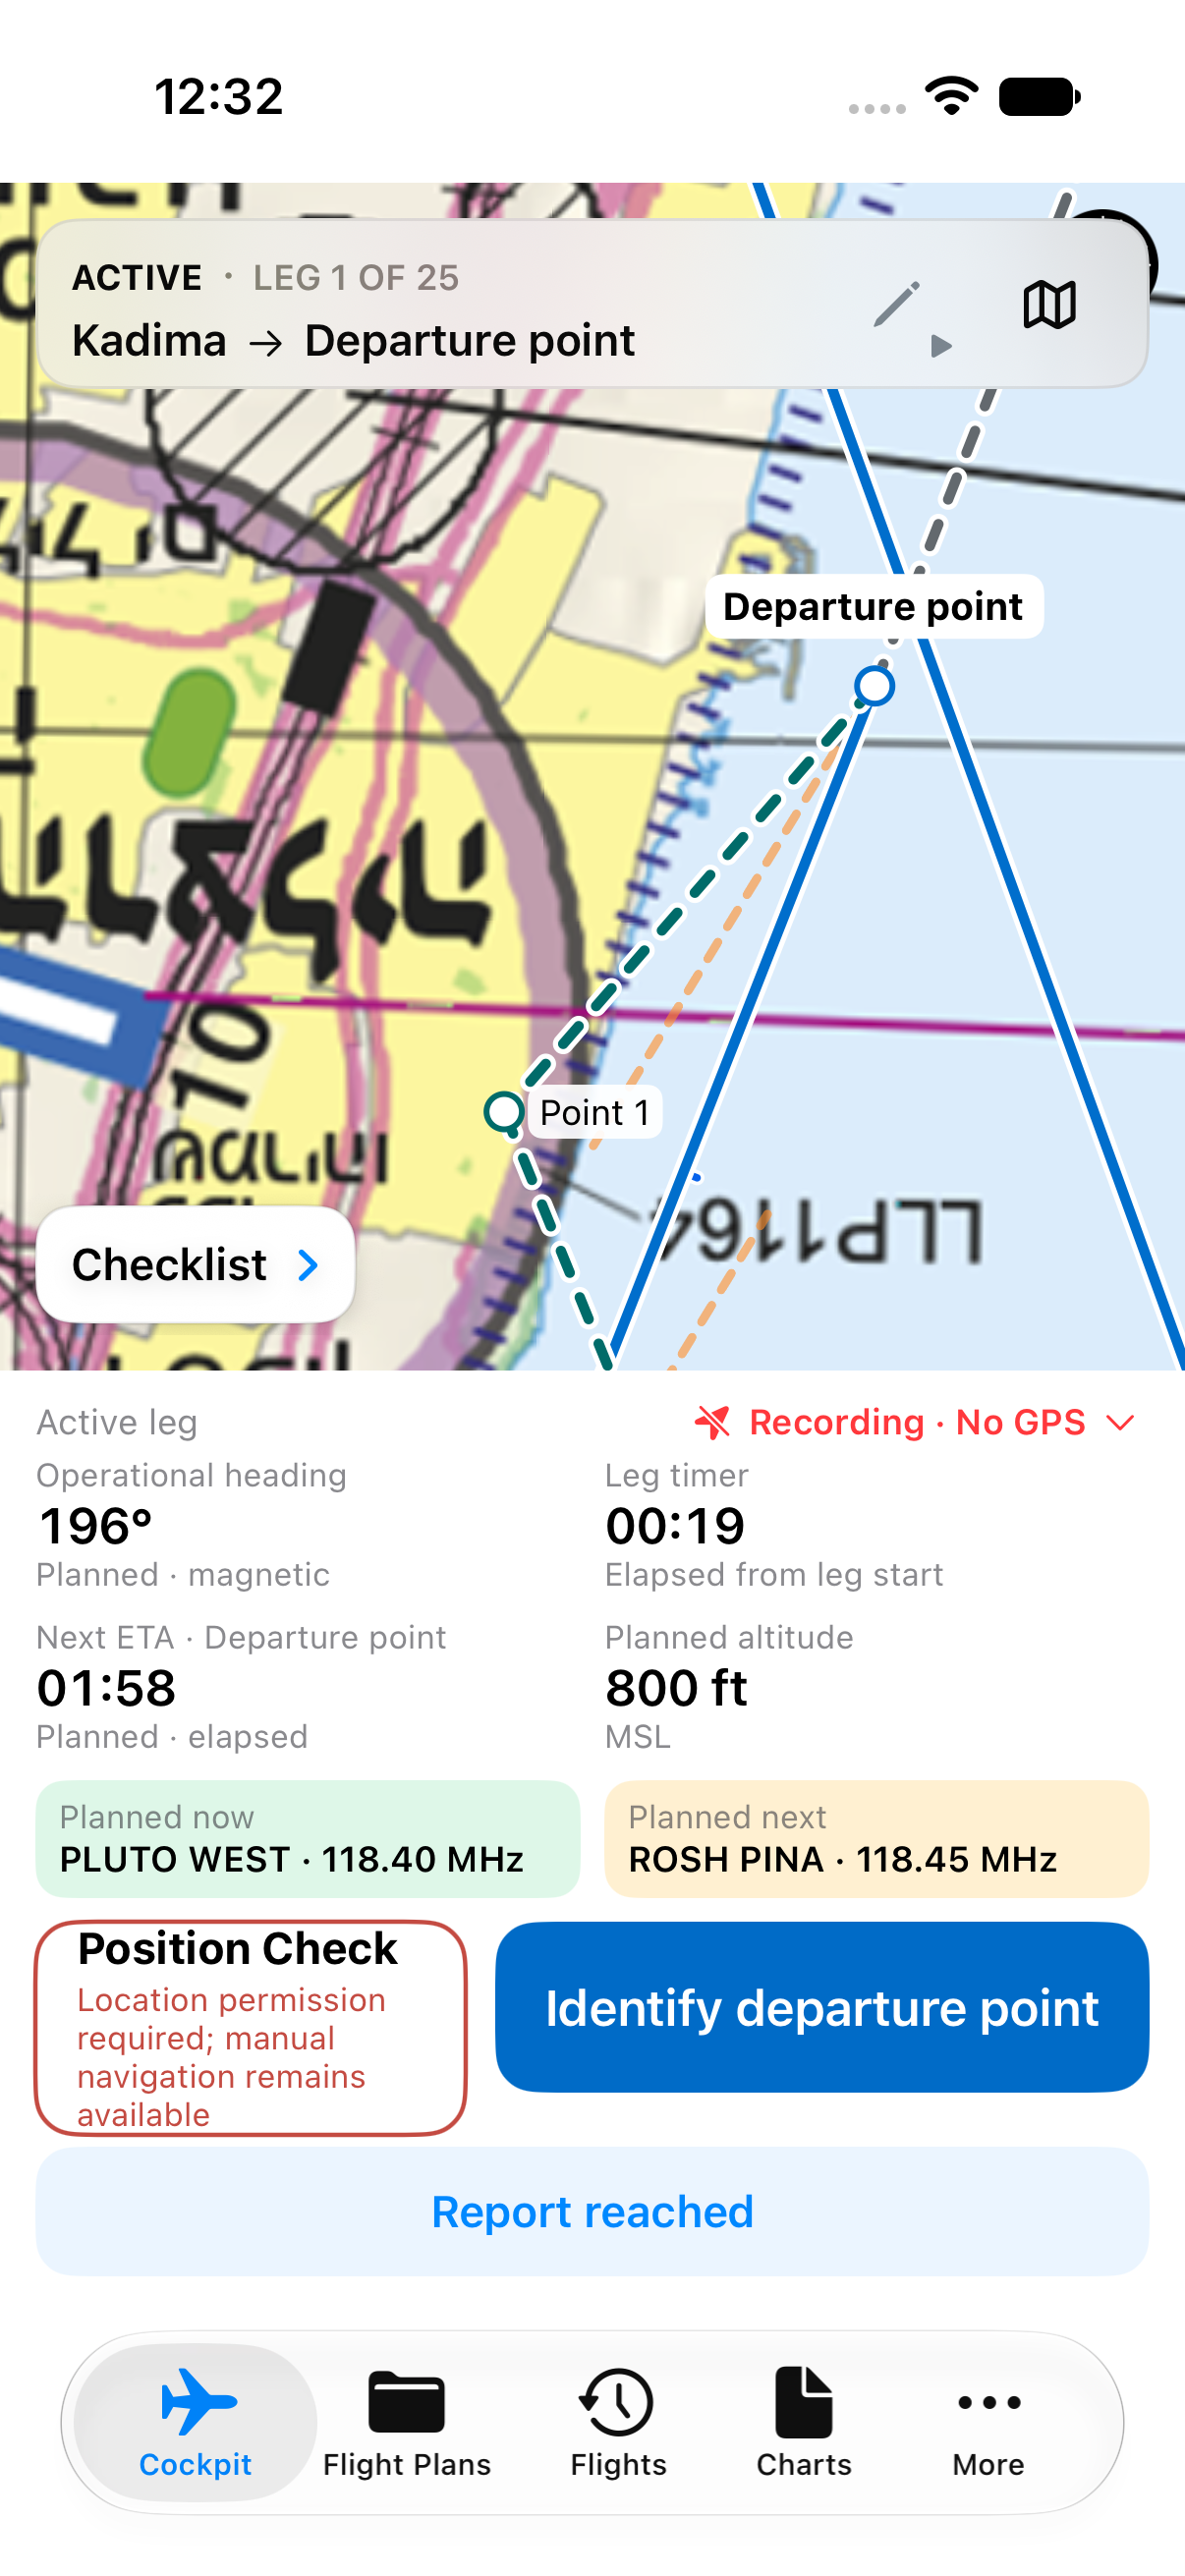 12:32
ACTIVE · LEG 1 OF 25
Kadima → Departure point
Departure point
Point 1
LLP1164
Checklist
Active leg
Recording · No GPS
Operational heading
196°
Planned · magnetic
Leg timer
00:19
Elapsed from leg start
Next ETA · Departure point
01:58
Planned · elapsed
Planned altitude
800 ft
MSL
Planned now
PLUTO WEST · 118.40 MHz
Planned next
ROSH PINA · 118.45 MHz
Position Check
Location permission
required; manual
navigation remains
available
Identify departure point
Report reached
Cockpit
Flight Plans
Flights
Charts
More